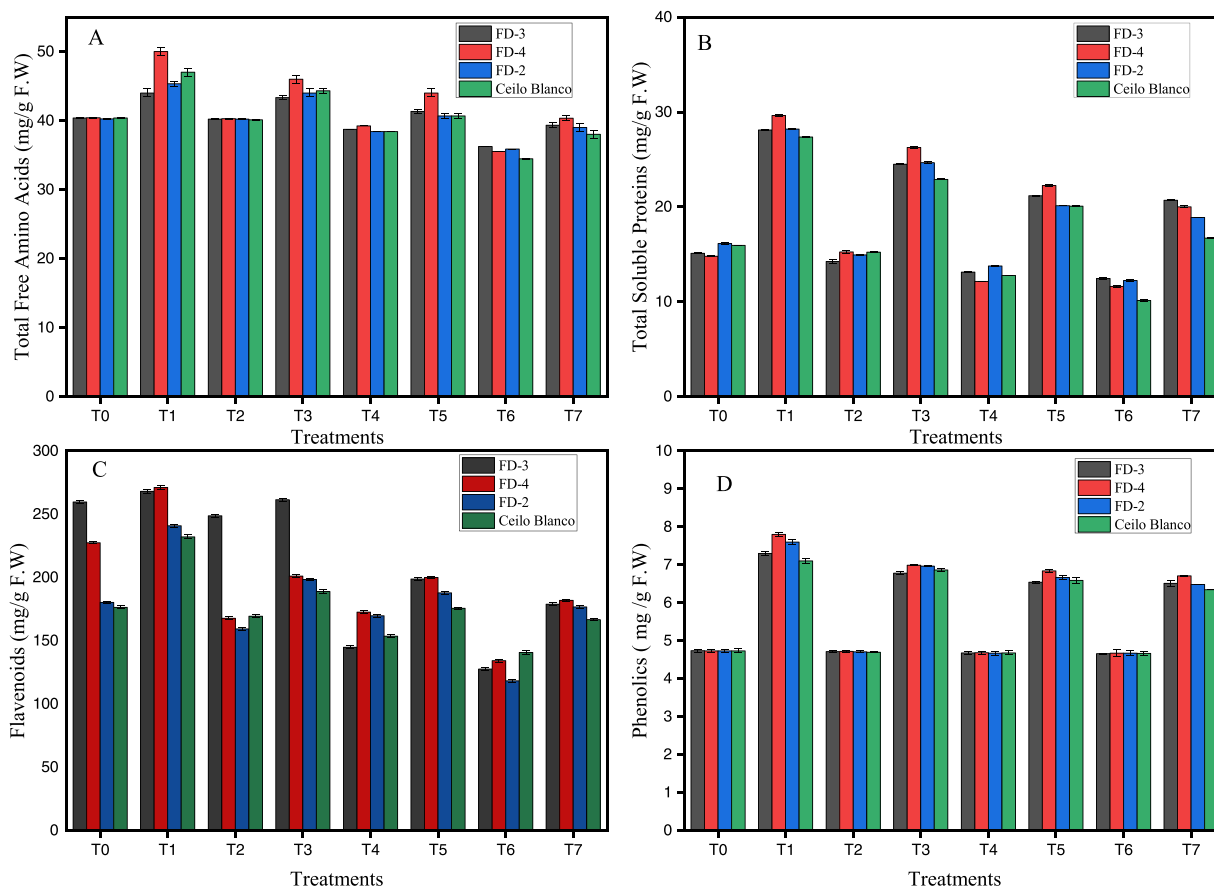 A
FD-3
FD-4
FD-2
Ceilo Blanco
Total Free Amino Acids (mg/g F.W)
50
40
30
20
10
0
T0 T1 T2 T3 T4 T5 T6 T7
Treatments
B
FD-3
FD-4
FD-2
Ceilo Blanco
Total Soluble Proteins (mg/g F.W)
40
30
20
10
0
T0 T1 T2 T3 T4 T5 T6 T7
Treatments
C
FD-3
FD-4
FD-2
Ceilo Blanco
Flavenoids (mg/g F.W)
300
250
200
150
100
50
0
T0 T1 T2 T3 T4 T5 T6 T7
Treatments
D
FD-3
FD-4
FD-2
Ceilo Blanco
Phenolics ( mg /g F.W)
10
9
8
7
6
5
4
3
2
1
0
T0 T1 T2 T3 T4 T5 T6 T7
Treatments